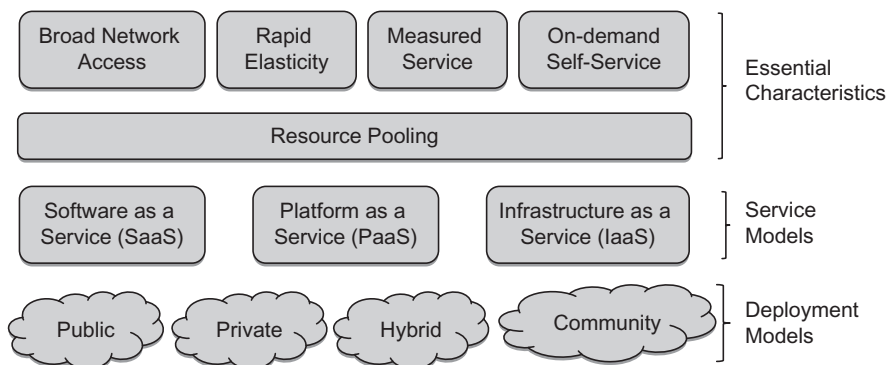 Broad Network
Access
Rapid
Elasticity
Measured
Service
On-demand
Self-Service
Essential
Characteristics
Resource Pooling
Software as a
Service (SaaS)
Platform as a
Service (PaaS)
Infrastructure as a
Service (IaaS)
Service
Models
Public
Private
Hybrid
Community
Deployment
Models